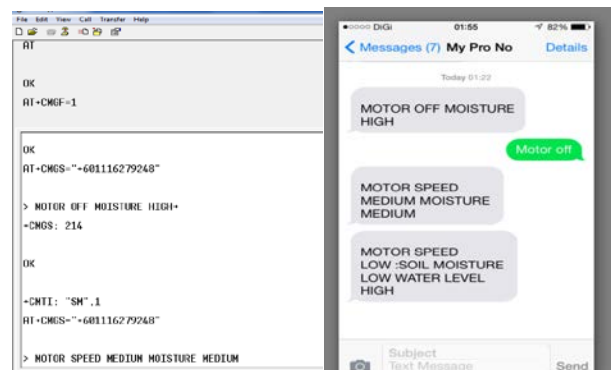 File Edit View Call Transfer Help
AT
OK
AT+CMGF=1
OK
AT+CMGS="+601116279248"
> MOTOR OFF MOISTURE HIGH→
+CMGS: 214
OK
+CMTI: "SM",1
AT+CMGS="+601116279248"
> MOTOR SPEED MEDIUM MOISTURE MEDIUM
DiGi 01:55 82%
Messages (7) My Pro No Details
Today 01:22
MOTOR OFF MOISTURE
HIGH
Motor off
MOTOR SPEED
MEDIUM MOISTURE
MEDIUM
MOTOR SPEED
LOW :SOIL MOISTURE
LOW WATER LEVEL
HIGH
Subject
Text Message Send